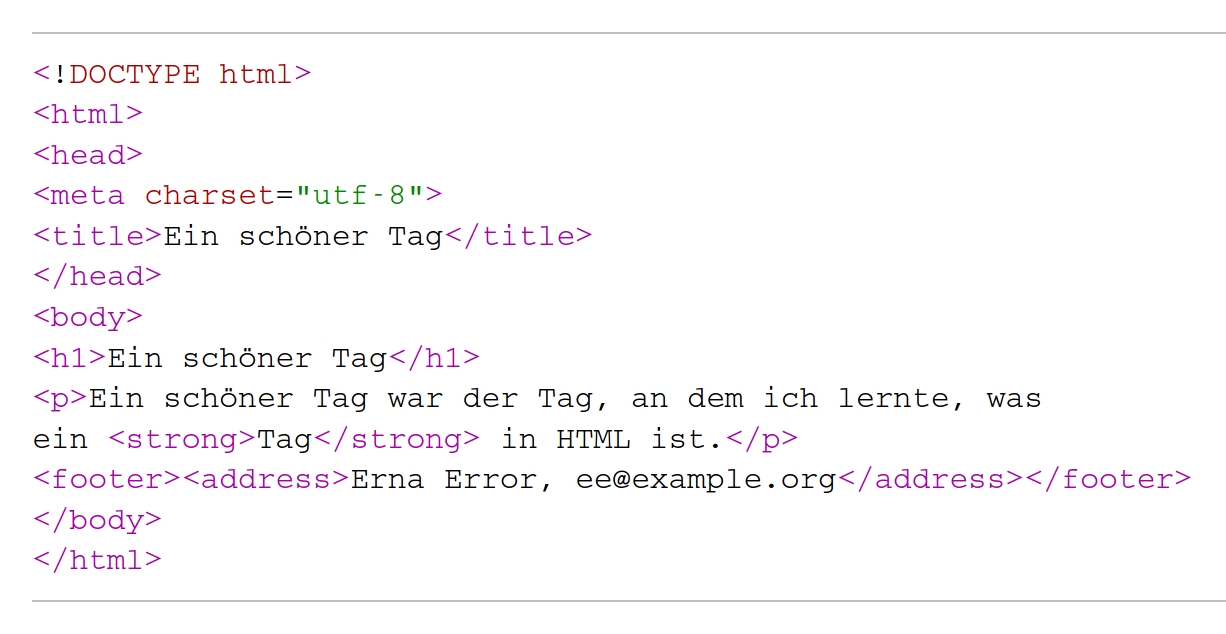 <!DOCTYPE html>
<html>
<head>
<meta charset="utf-8">
<title>Ein schöner Tag</title>
</head>
<body>
<h1>Ein schöner Tag</h1>
<p>Ein schöner Tag war der Tag, an dem ich lernte, was
ein <strong>Tag</strong> in HTML ist.</p>
<footer><address>Erna Error, ee@example.org</address></footer>
</body>
</html>